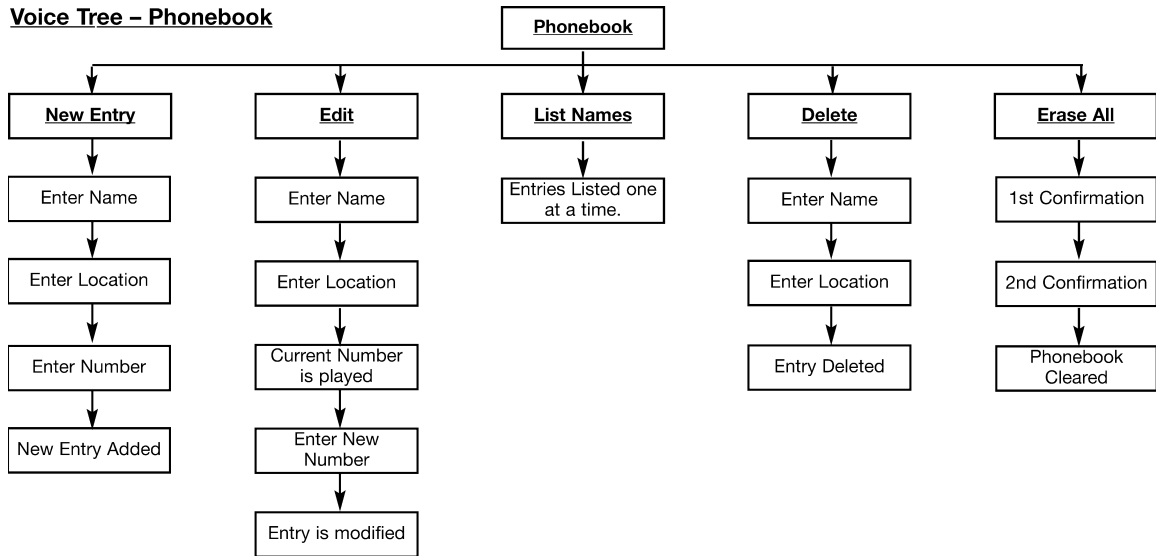 Voice Tree – Phonebook
Phonebook
New Entry
Edit
List Names
Delete
Erase All
Enter Name
Enter Name
Entries Listed one
at a time.
Enter Name
1st Confirmation
Enter Location
Enter Location
Enter Location
2nd Confirmation
Enter Number
Current Number
is played
Entry Deleted
Phonebook
Cleared
New Entry Added
Enter New
Number
Entry is modified